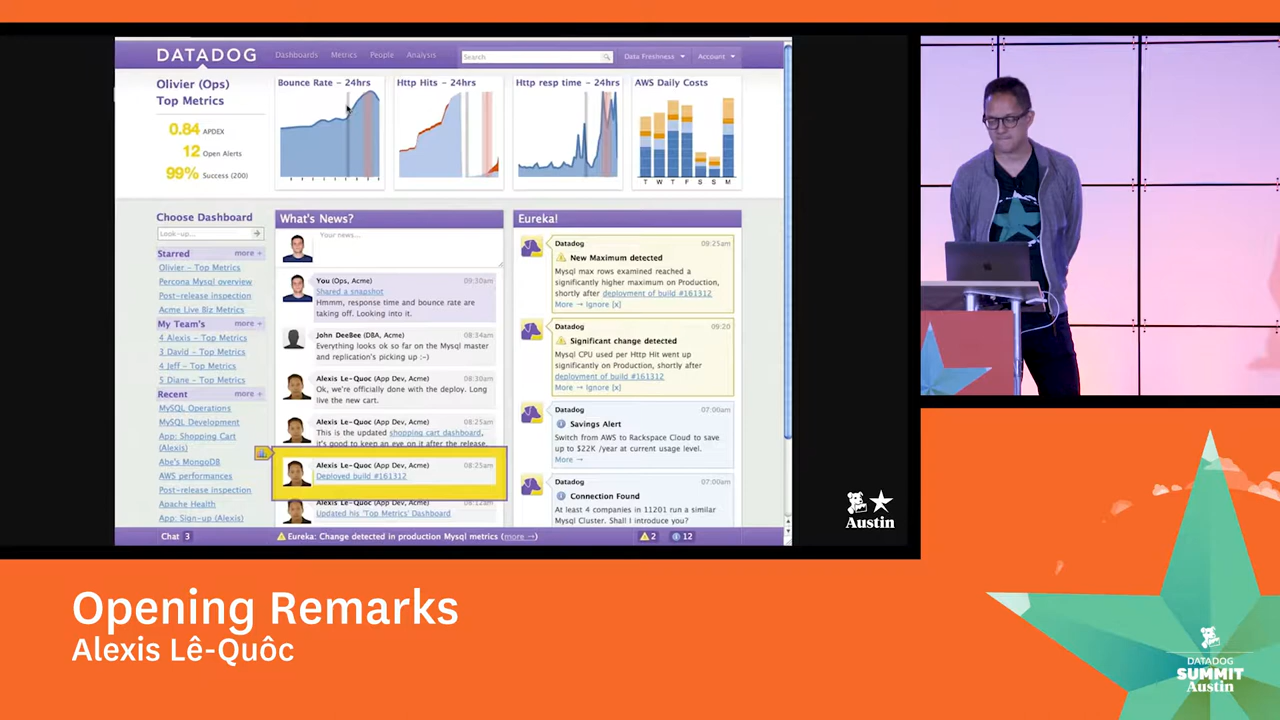 DATADOG
Dashboards Metrics People Analysis
Search
Data Freshness
Account
Olivier (Ops)
Top Metrics
0.84 APDEX
12 Open Alerts
99% Success (200)
Bounce Rate – 24hrs
Http Hits – 24hrs
Http resp time – 24hrs
AWS Daily Costs
T W T F S S M
Choose Dashboard
Look-up...
Starred more +
Olivier – Top Metrics
Percona Mysql overview
Post-release inspection
Acme Live Biz Metrics
My Team's more +
4 Alexis – Top Metrics
3 David – Top Metrics
4 Jeff – Top Metrics
5 Diane – Top Metrics
Recent more +
MySQL Operations
MySQL Development
App: Shopping Cart
(Alexis)
Abe's MongoDB
AWS performances
Post-release inspection
Apache Health
App: Sign-up (Alexis)
What's News?
Your news...
You (Ops, Acme) 09:30am
Shared a snapshot
Hmmm, response time and bounce rate are
taking off. Looking into it.
John DeeBee (DBA, Acme) 08:34am
Everything looks ok so far on the Mysql master
and replication's picking up :-)
Alexis Le-Quoc (App Dev, Acme) 08:30am
Ok, we're officially done with the deploy. Long
live the new cart.
Alexis Le-Quoc (App Dev, Acme) 08:25am
This is the updated shopping cart dashboard,
it's good to keep an eye on it after the release.
Alexis Le-Quoc (App Dev, Acme) 08:25am
Deployed build #161312
Alexis Le-Quoc (App Dev, Acme) 08:12am
Updated his 'Top Metrics' Dashboard
Eureka!
Datadog 09:25am
New Maximum detected
Mysql max rows examined reached a
significantly higher maximum on Production,
shortly after deployment of build #161312
More → Ignore [x]
Datadog 09:20
Significant change detected
Mysql CPU used per Http Hit went up
significantly on Production, shortly after
deployment of build #161312
More → Ignore [x]
Datadog 07:00am
Savings Alert
Switch from AWS to Rackspace Cloud to save
up to $22K /year at current usage level.
More →
Datadog 07:00am
Connection Found
At least 4 companies in 11201 run a similar
Mysql Cluster. Shall I introduce you?
Chat 3
Eureka: Change detected in production Mysql metrics (more →)
2
12
Austin
Opening Remarks
Alexis Lê-Quôc
DATADOG
SUMMIT
Austin